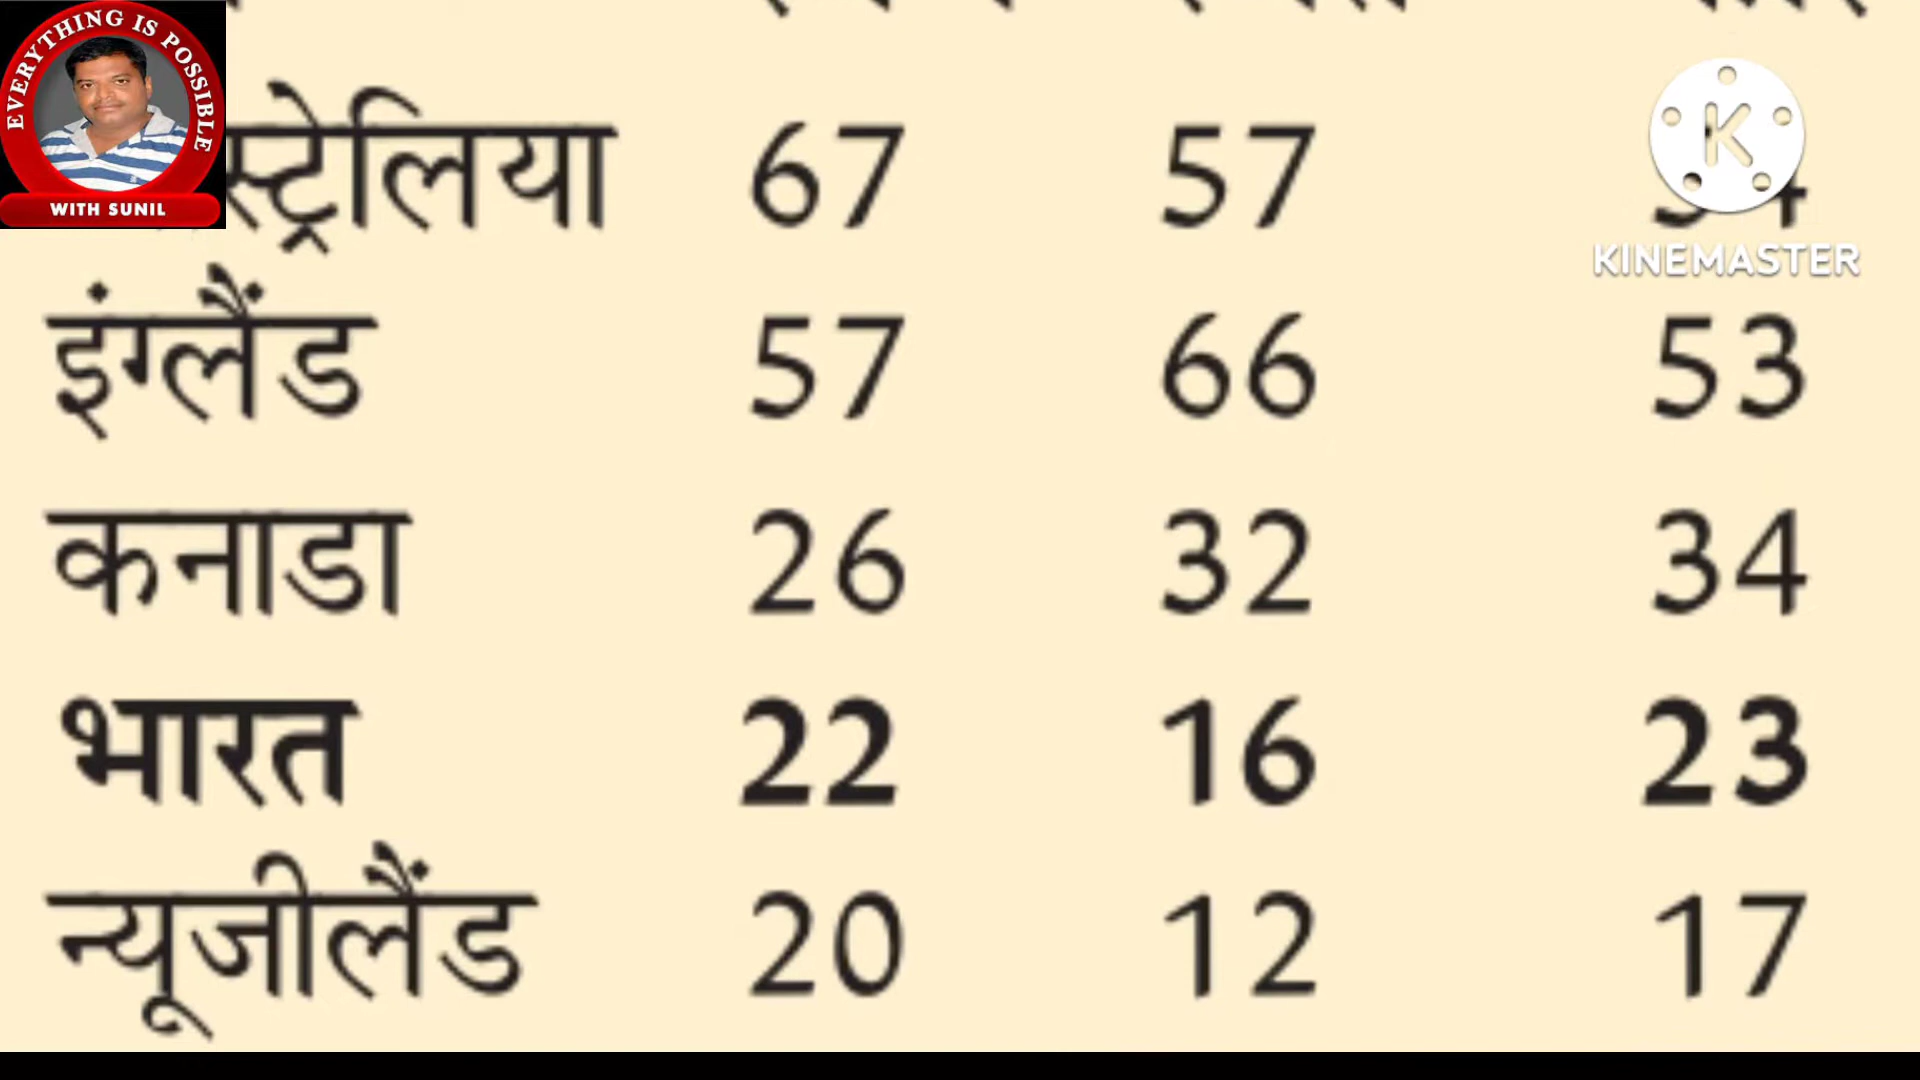 EVERYTHING IS POSSIBLE
WITH SUNIL
67 57
KINEMASTER
इंग्लैंड 57 66 53
कनाडा 26 32 34
भारत 22 16 23
न्यूजीलैंड 20 12 17